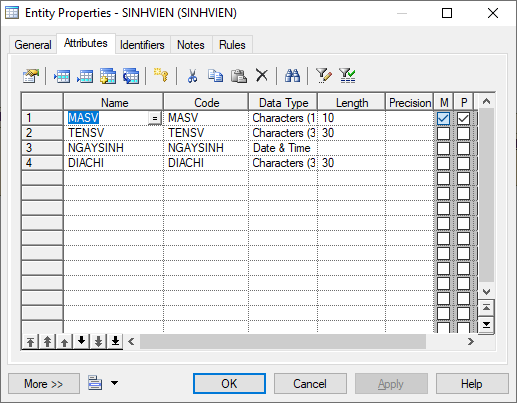 Entity Properties - SINHVIEN (SINHVIEN)
General Attributes Identifiers Notes Rules
Name Code Data Type Length Precision M P
1 MASV = MASV Characters (1 10
2 TENSV TENSV Characters (3 30
3 NGAYSINH NGAYSINH Date & Time
4 DIACHI DIACHI Characters (3 30
More >> OK Cancel Apply Help